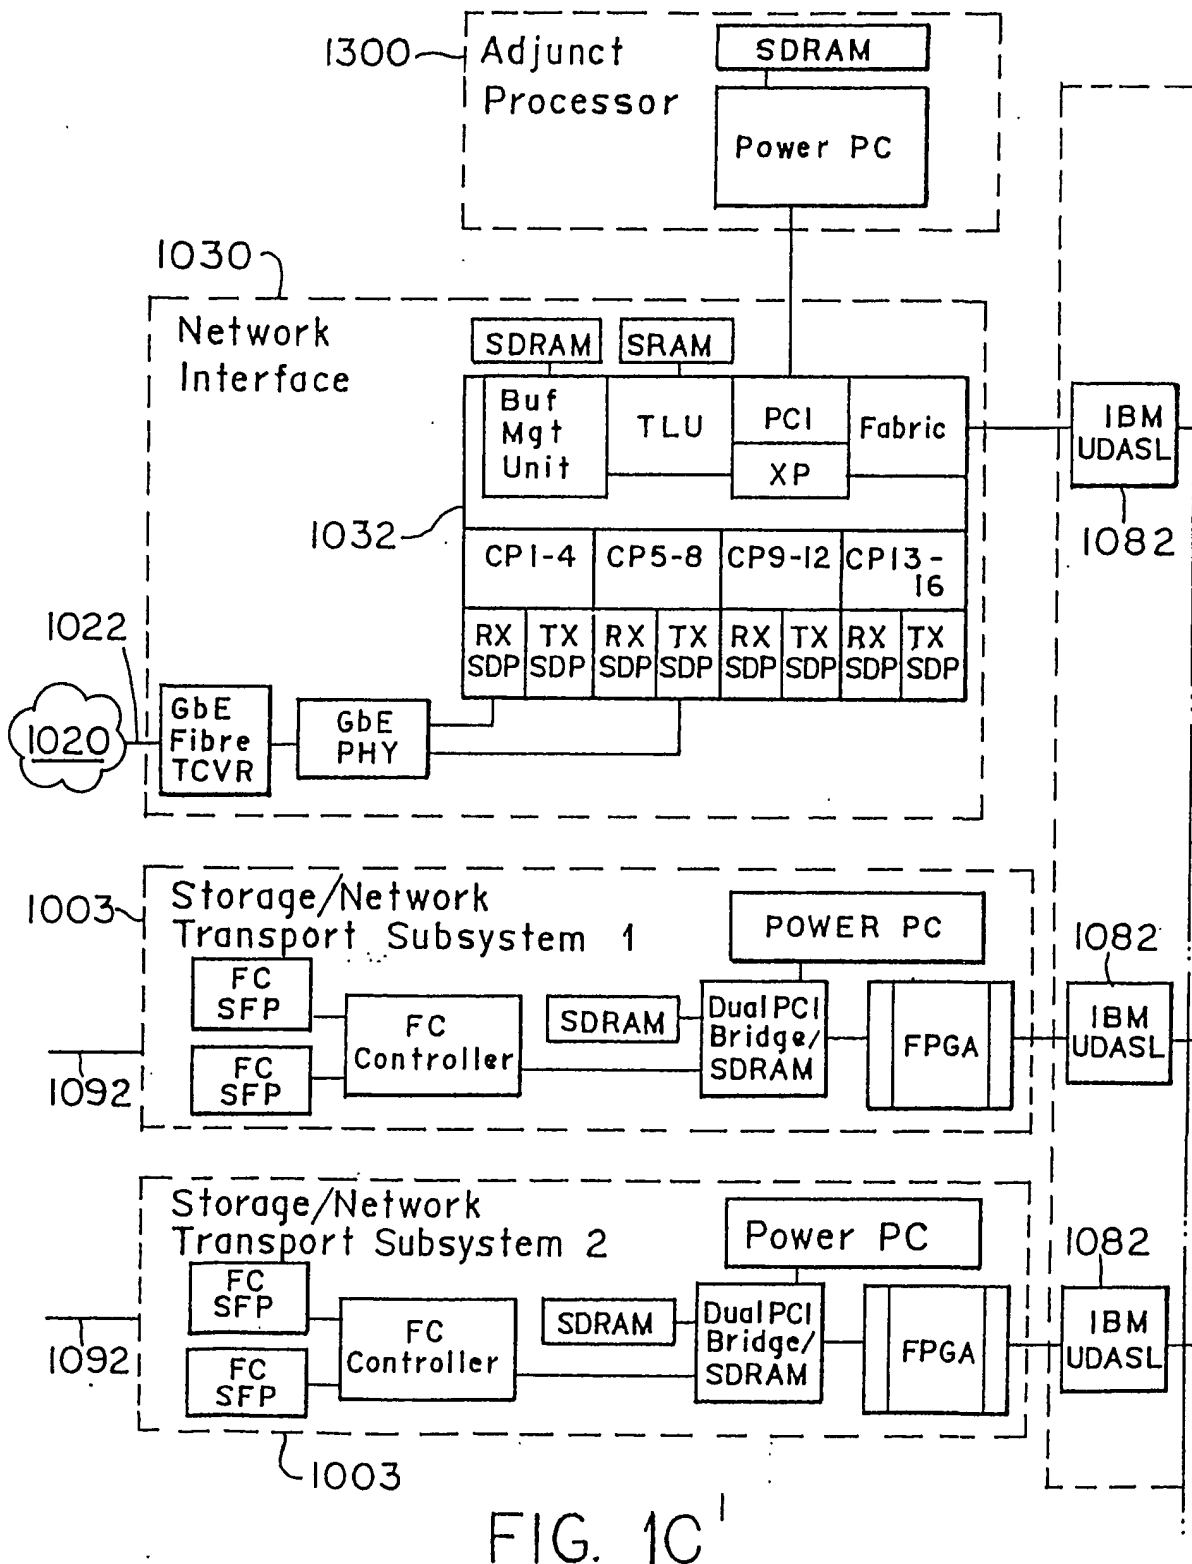 1300
Adjunct
Processor
SDRAM
Power PC
1030
Network
Interface
SDRAM
SRAM
Buf
Mgt
Unit
TLU
PCI
XP
Fabric
IBM
UDASL
1082
1032
CP1-4
CP5-8
CP9-12
CP13-
16
RX
SDP
TX
SDP
RX
SDP
TX
SDP
RX
SDP
TX
SDP
RX
SDP
TX
SDP
1022
1020
GbE
Fibre
TCVR
GbE
PHY
1003
Storage/Network
Transport Subsystem 1
POWER PC
FC
SFP
FC
SFP
FC
Controller
SDRAM
Dual PCI
Bridge/
SDRAM
FPGA
1082
IBM
UDASL
1092
Storage/Network
Transport Subsystem 2
Power PC
FC
SFP
FC
SFP
FC
Controller
SDRAM
Dual PCI
Bridge/
SDRAM
FPGA
1082
IBM
UDASL
1092
1003
FIG. 1C'